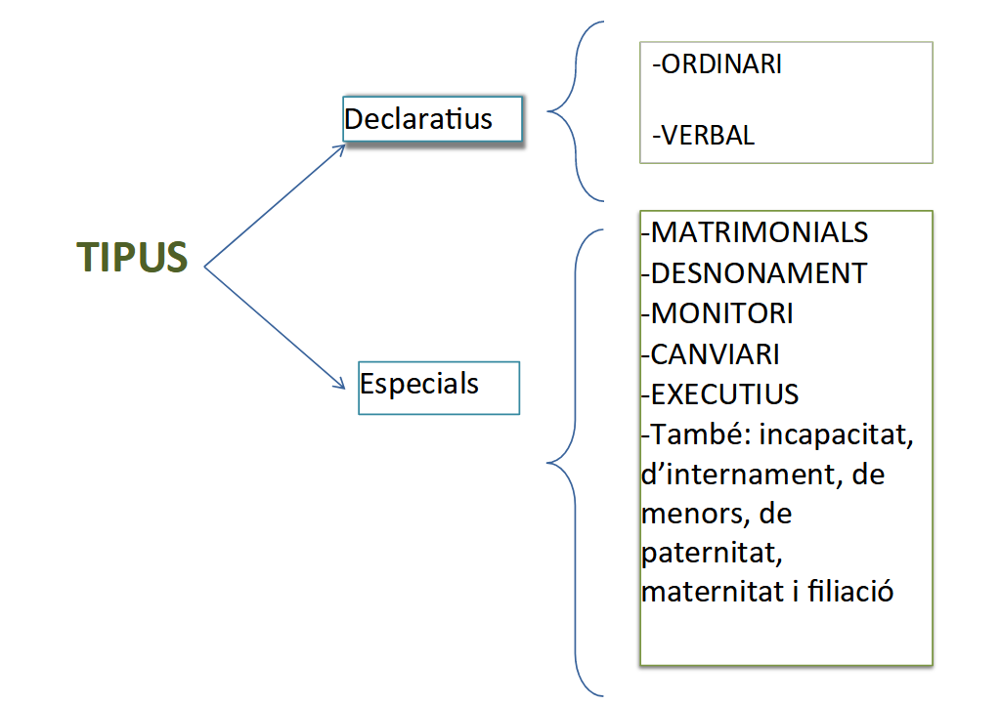 TIPUS
Declaratius
-ORDINARI
-VERBAL
Especials
-MATRIMONIALS
-DESNONAMENT
-MONITORI
-CANVIARI
-EXECUTIUS
-També: incapacitat,
d’internament, de
menors, de
paternitat,
maternitat i filiació